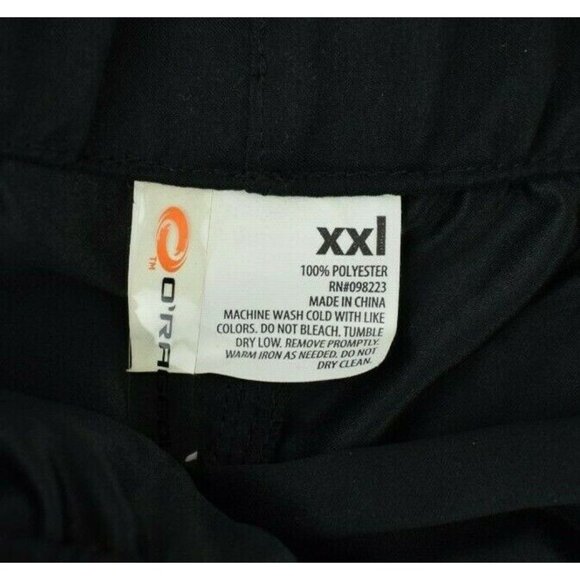 xxl
100% POLYESTER
RN#098223
MADE IN CHINA
MACHINE WASH COLD WITH LIKE
COLORS. DO NOT BLEACH. TUMBLE
DRY LOW. REMOVE PROMPTLY.
WARM IRON AS NEEDED. DO NOT
DRY CLEAN.
TM